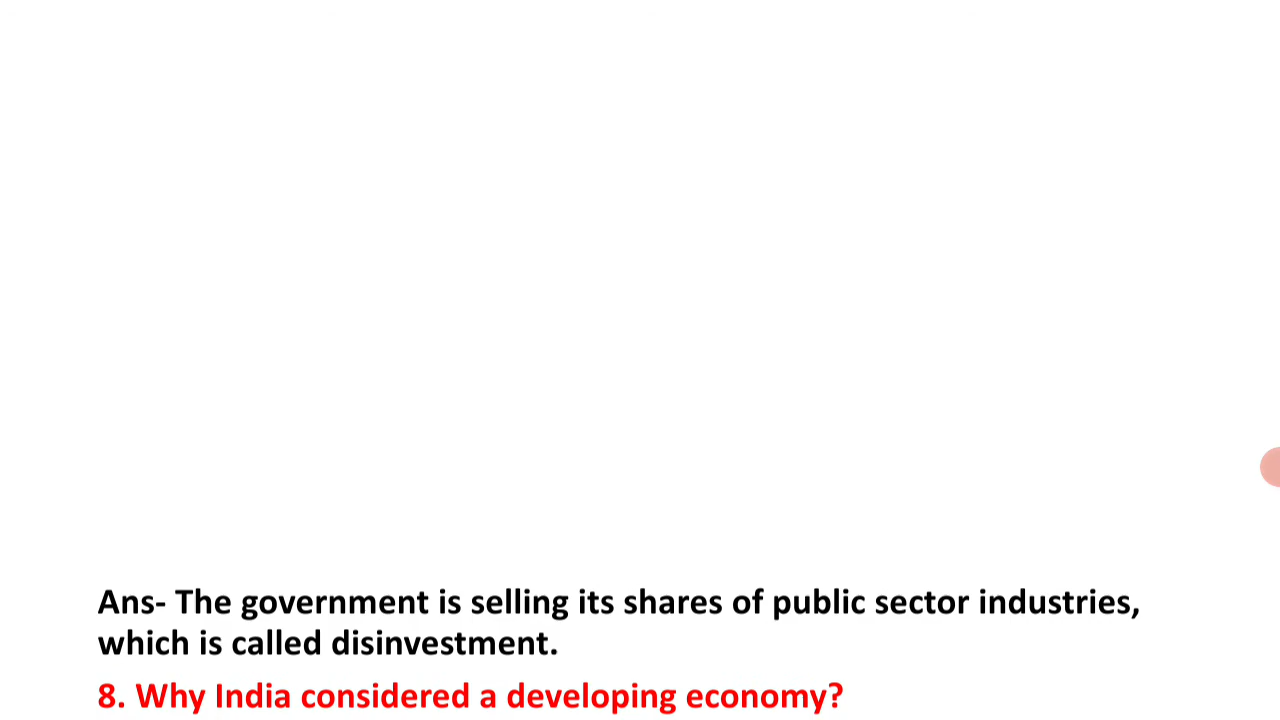 Ans- The government is selling its shares of public sector industries,
which is called disinvestment.
8. Why India considered a developing economy?